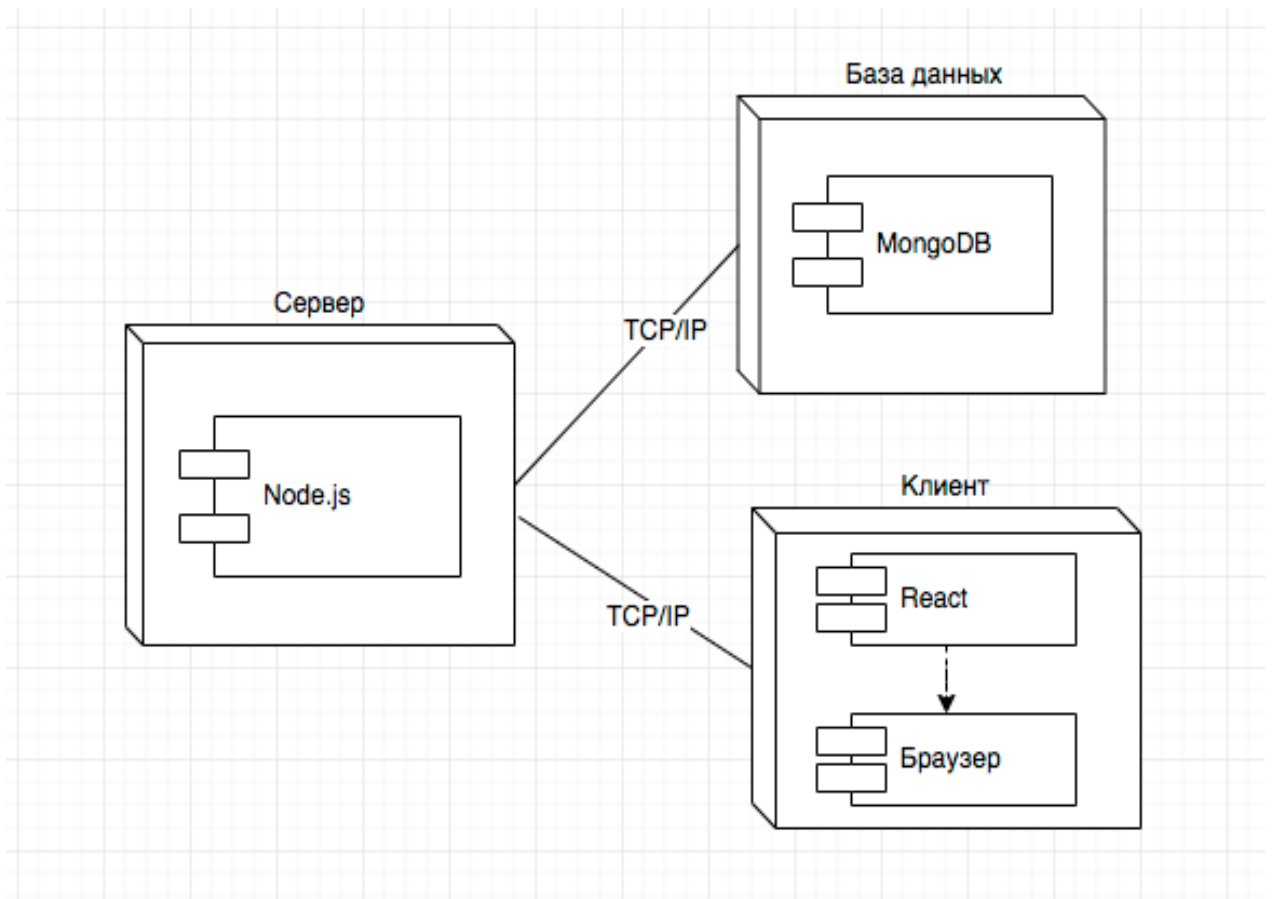 База данных
MongoDB
Сервер
TCP/IP
Node.js
Клиент
React
TCP/IP
Браузер